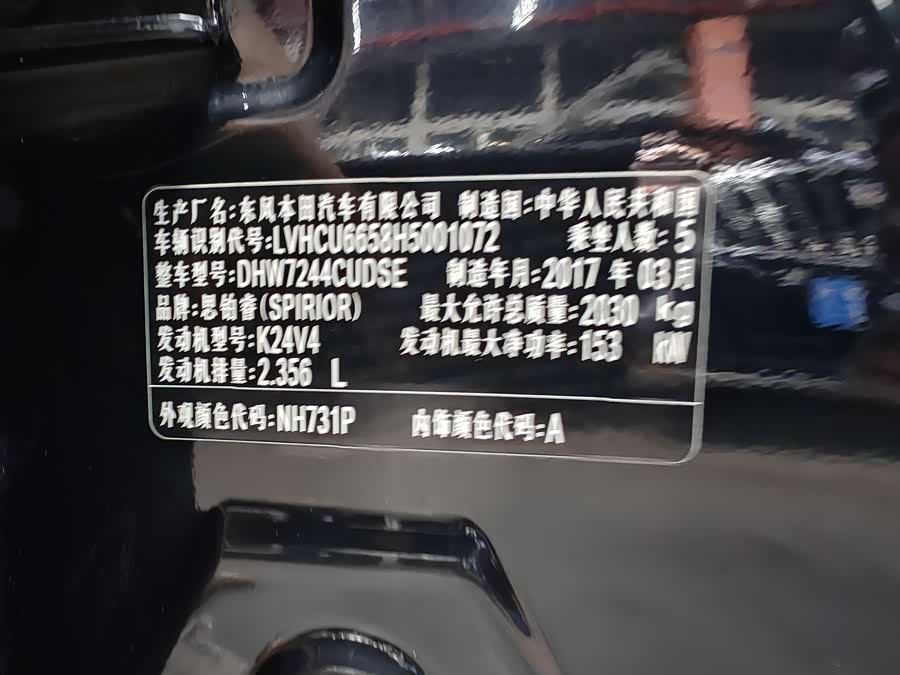 生产厂名:东风本田汽车有限公司 制造国:中华人民共和国
车辆识别代号:LVHCU6658H5001072 乘坐人数:5
整车型号:DHW7244CUDSE 制造年月:2017 年 03月
品牌:思铂睿(SPIRIOR) 最大允许总质量:2030 kg
发动机型号:K24V4 发动机最大净功率:153 kW
发动机排量:2.356 L
外观颜色代码:NH731P 内饰颜色代码:A